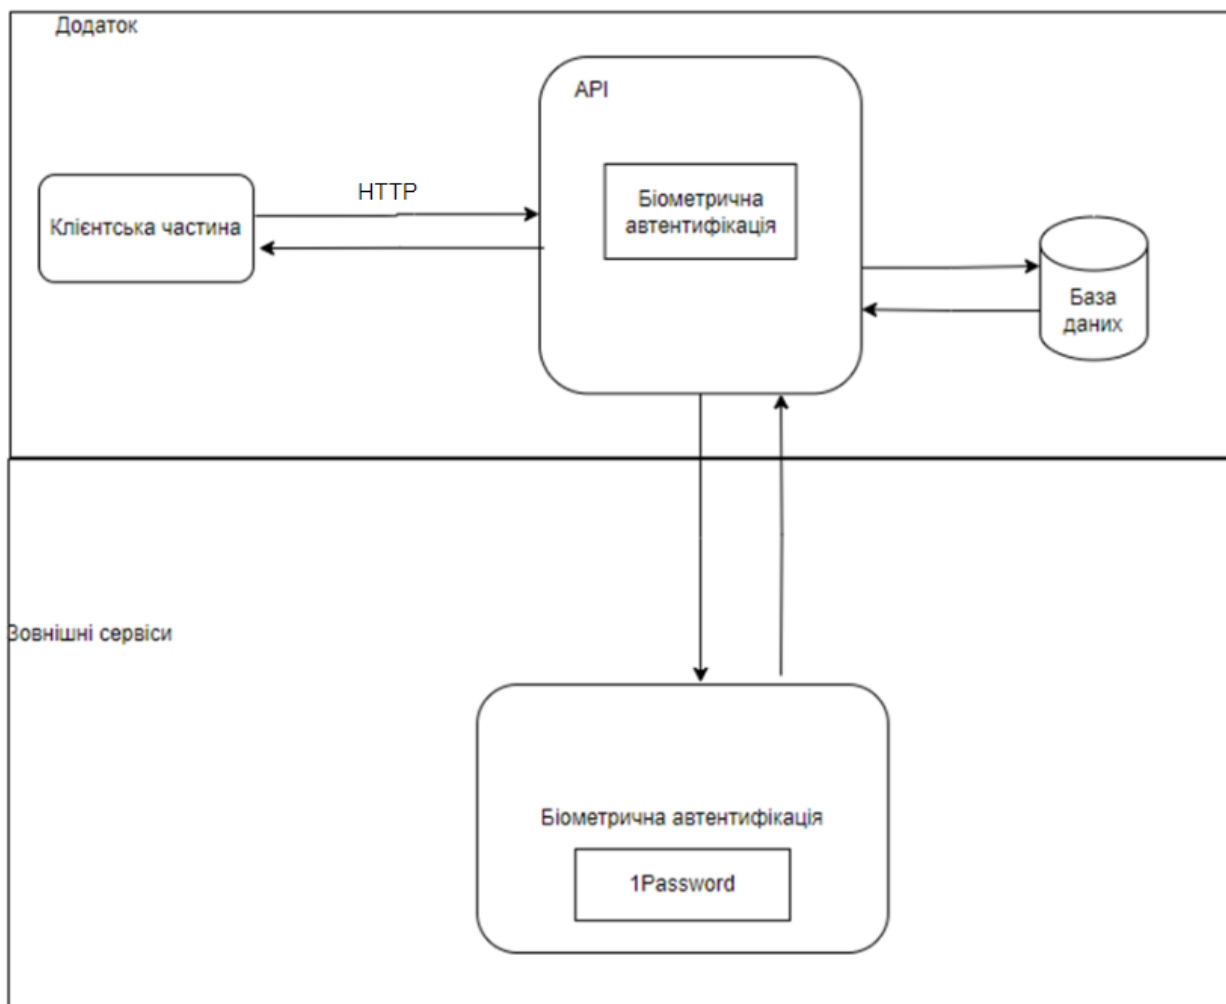 Додаток
API
HTTP
Біометрична
автентифікація
Клієнтська частина
База
даних
Зовнішні сервіси
Біометрична автентифікація
1Password